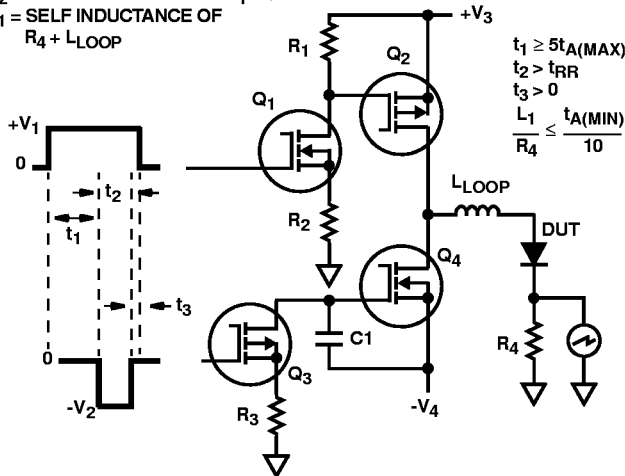 1 = SELF INDUCTANCE OF
R4 + LLOOP
+V3
R1
Q2
t1 ≥ 5tA(MAX)
t2 > tRR
t3 > 0
L1/R4 ≤ tA(MIN)/10
Q1
+V1
0
t2
t1
R2
LLOOP
DUT
Q4
t3
C1
R4
0
Q3
-V2
R3
-V4